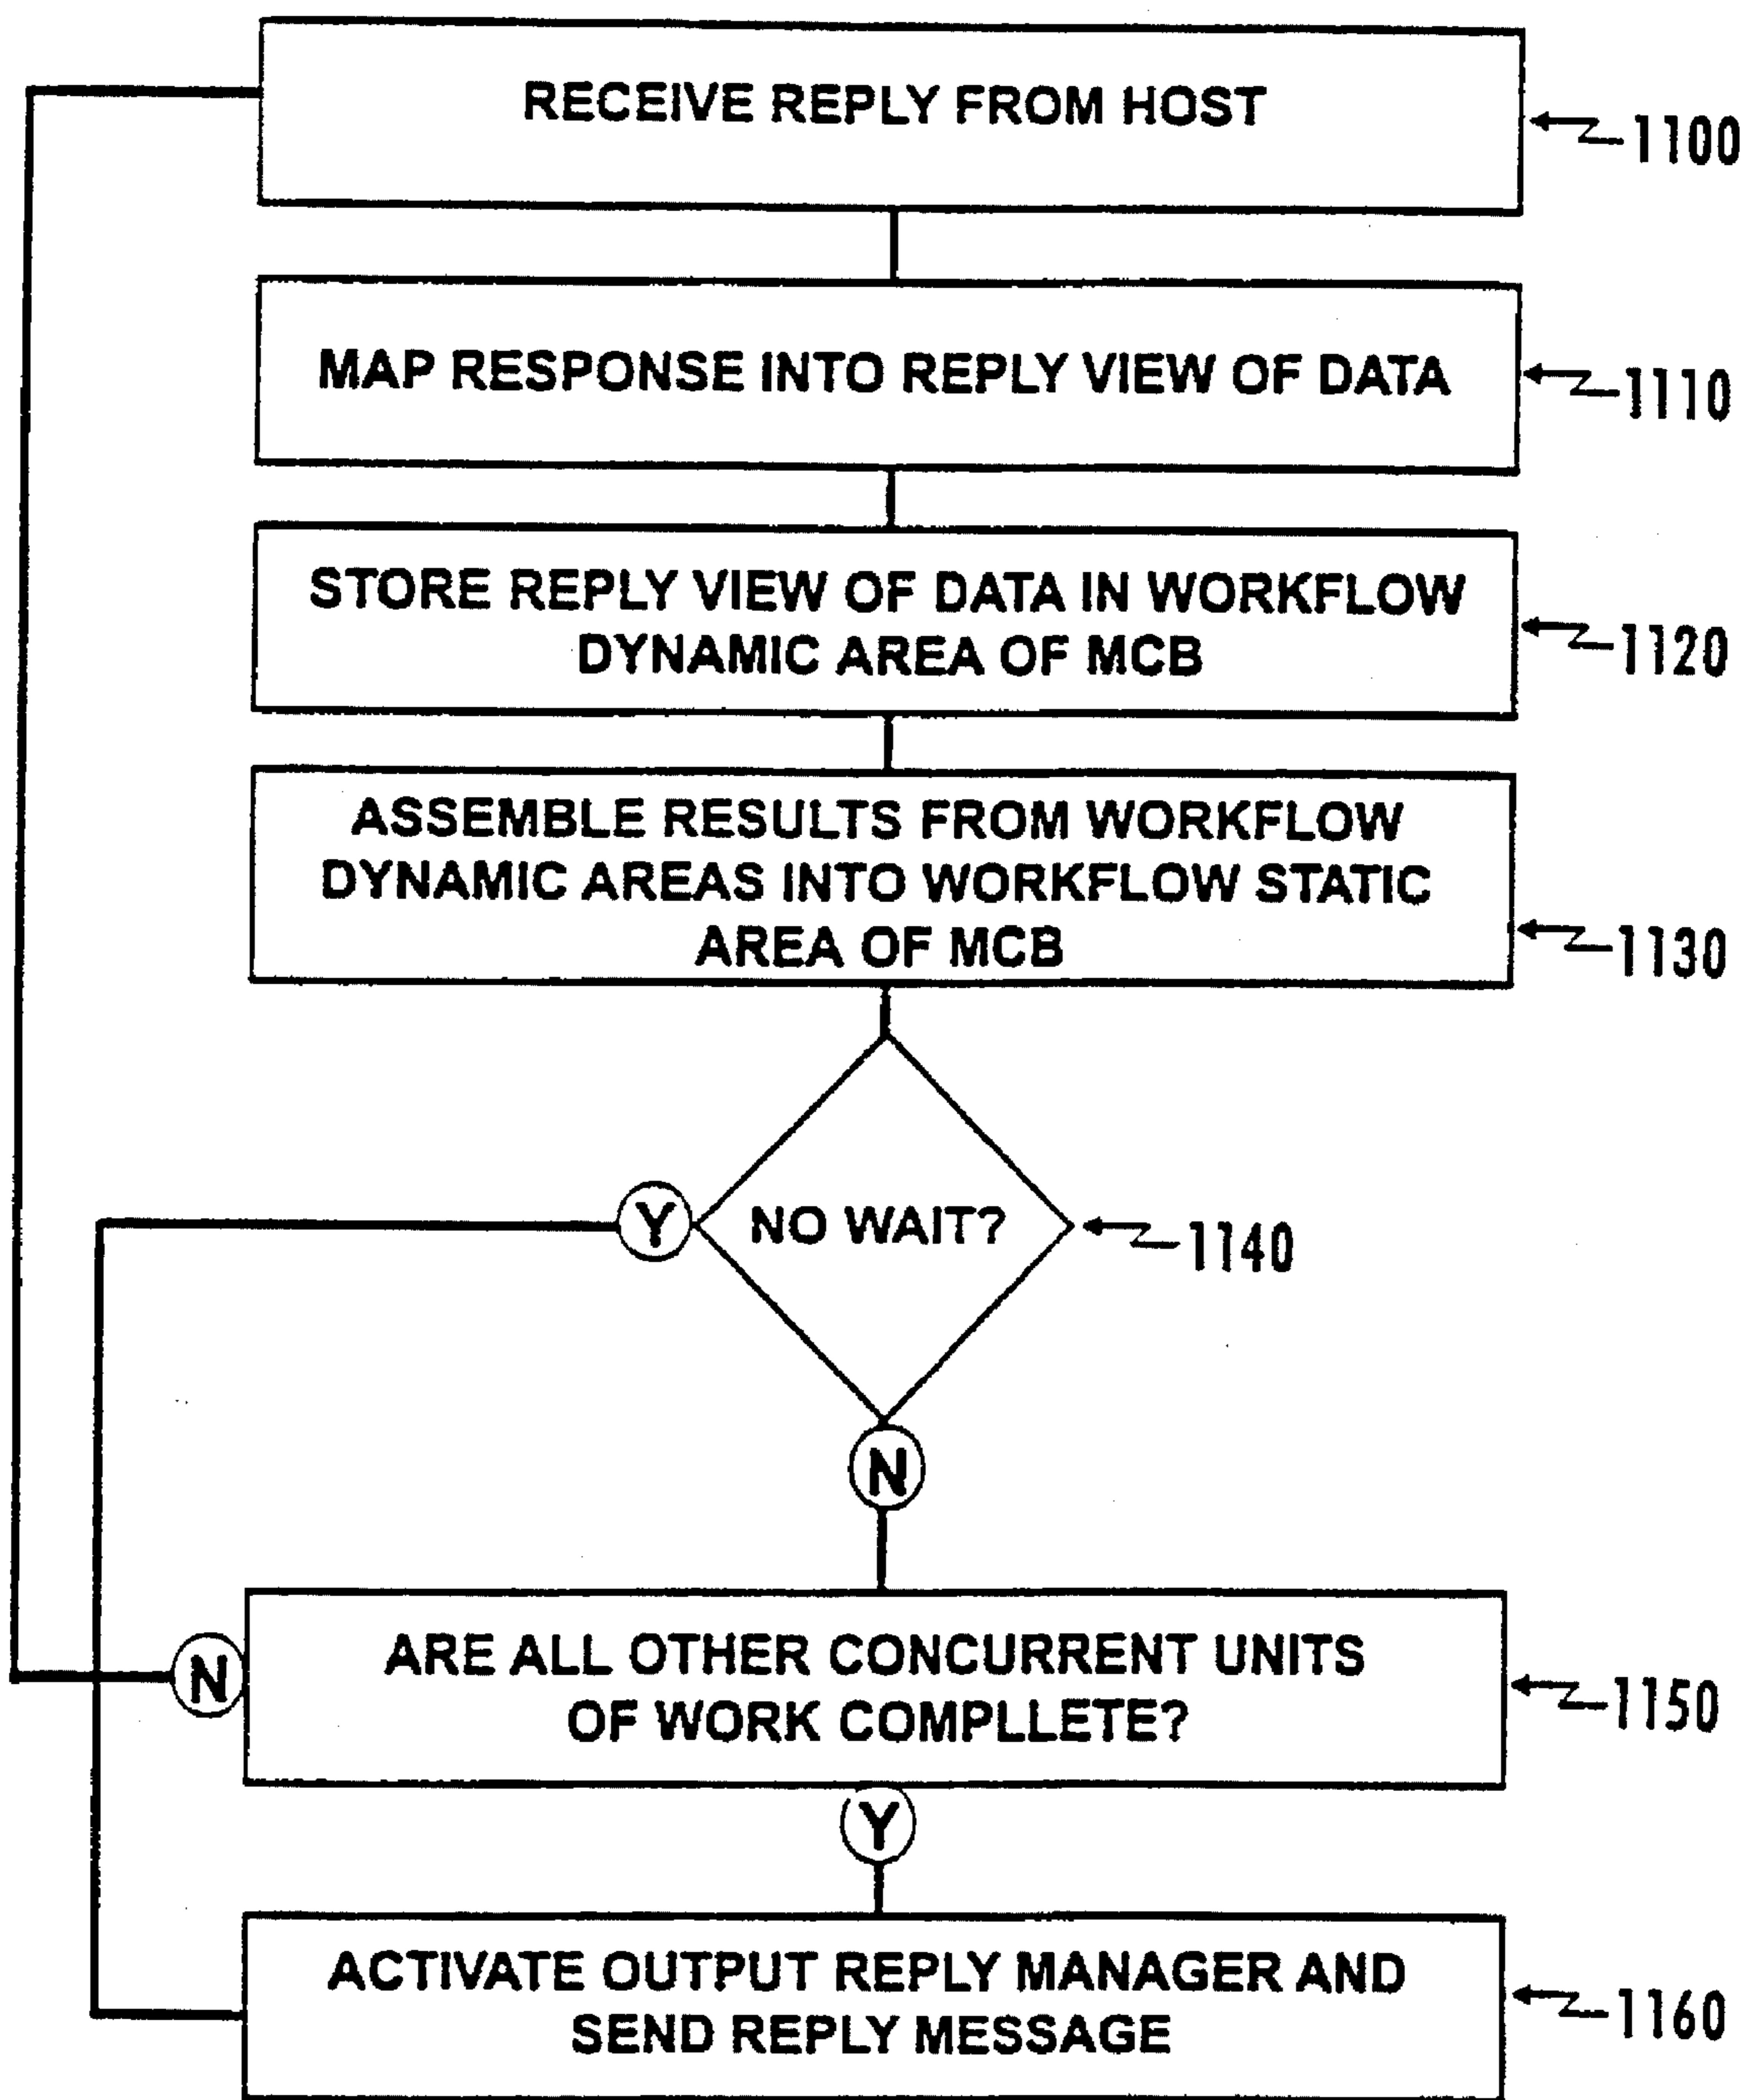 RECEIVE REPLY FROM HOST
1100
MAP RESPONSE INTO REPLY VIEW OF DATA
1110
STORE REPLY VIEW OF DATA IN WORKFLOW
DYNAMIC AREA OF MCB
1120
ASSEMBLE RESULTS FROM WORKFLOW
DYNAMIC AREAS INTO WORKFLOW STATIC
AREA OF MCB
1130
Y
NO WAIT?
1140
N
N
ARE ALL OTHER CONCURRENT UNITS
OF WORK COMPLLETE?
1150
Y
ACTIVATE OUTPUT REPLY MANAGER AND
SEND REPLY MESSAGE
1160